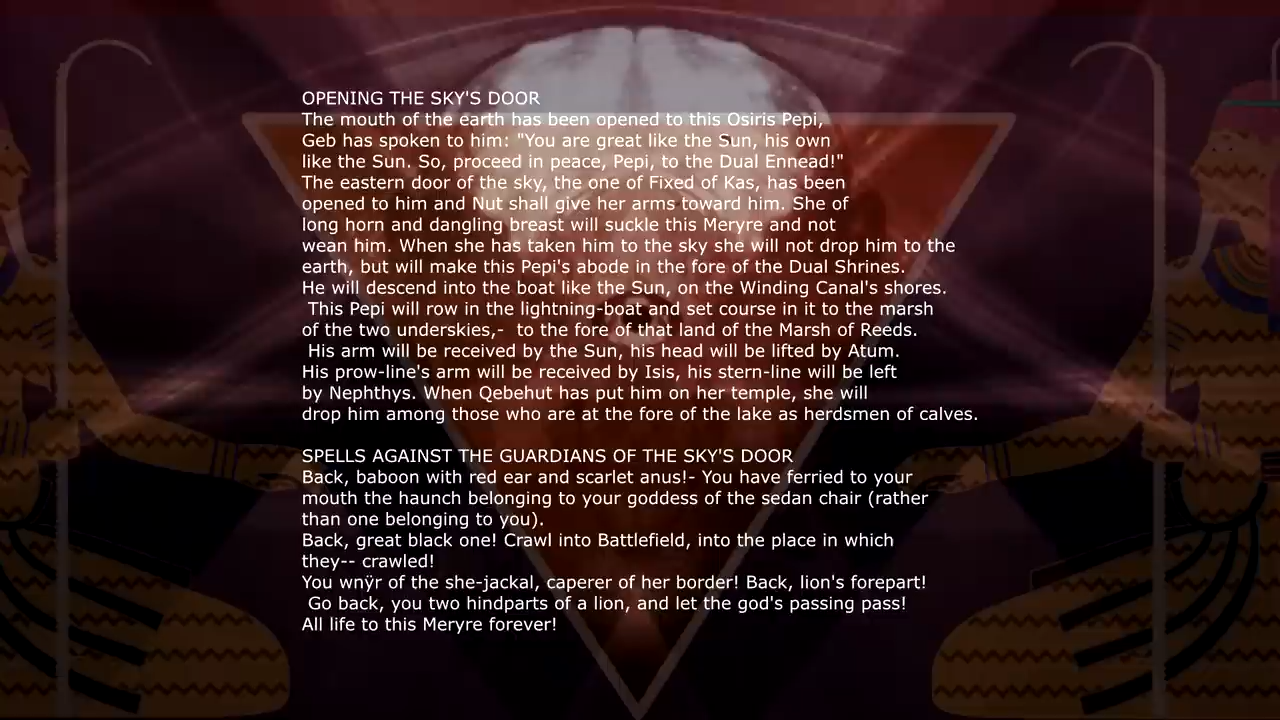 OPENING THE SKY'S DOOR
The mouth of the earth has been opened to this Osiris Pepi,
Geb has spoken to him: "You are great like the Sun, his own
like the Sun. So, proceed in peace, Pepi, to the Dual Ennead!"
The eastern door of the sky, the one of Fixed of Kas, has been
opened to him and Nut shall give her arms toward him. She of
long horn and dangling breast will suckle this Meryre and not
wean him. When she has taken him to the sky she will not drop him to the
earth, but will make this Pepi's abode in the fore of the Dual Shrines.
He will descend into the boat like the Sun, on the Winding Canal's shores.
This Pepi will row in the lightning-boat and set course in it to the marsh
of the two underskies,-  to the fore of that land of the Marsh of Reeds.
His arm will be received by the Sun, his head will be lifted by Atum.
His prow-line's arm will be received by Isis, his stern-line will be left
by Nephthys. When Qebehut has put him on her temple, she will
drop him among those who are at the fore of the lake as herdsmen of calves.

SPELLS AGAINST THE GUARDIANS OF THE SKY'S DOOR
Back, baboon with red ear and scarlet anus!- You have ferried to your
mouth the haunch belonging to your goddess of the sedan chair (rather
than one belonging to you).
Back, great black one! Crawl into Battlefield, into the place in which
they-- crawled!
You wnÿr of the she-jackal, caperer of her border! Back, lion's forepart!
Go back, you two hindparts of a lion, and let the god's passing pass!
All life to this Meryre forever!